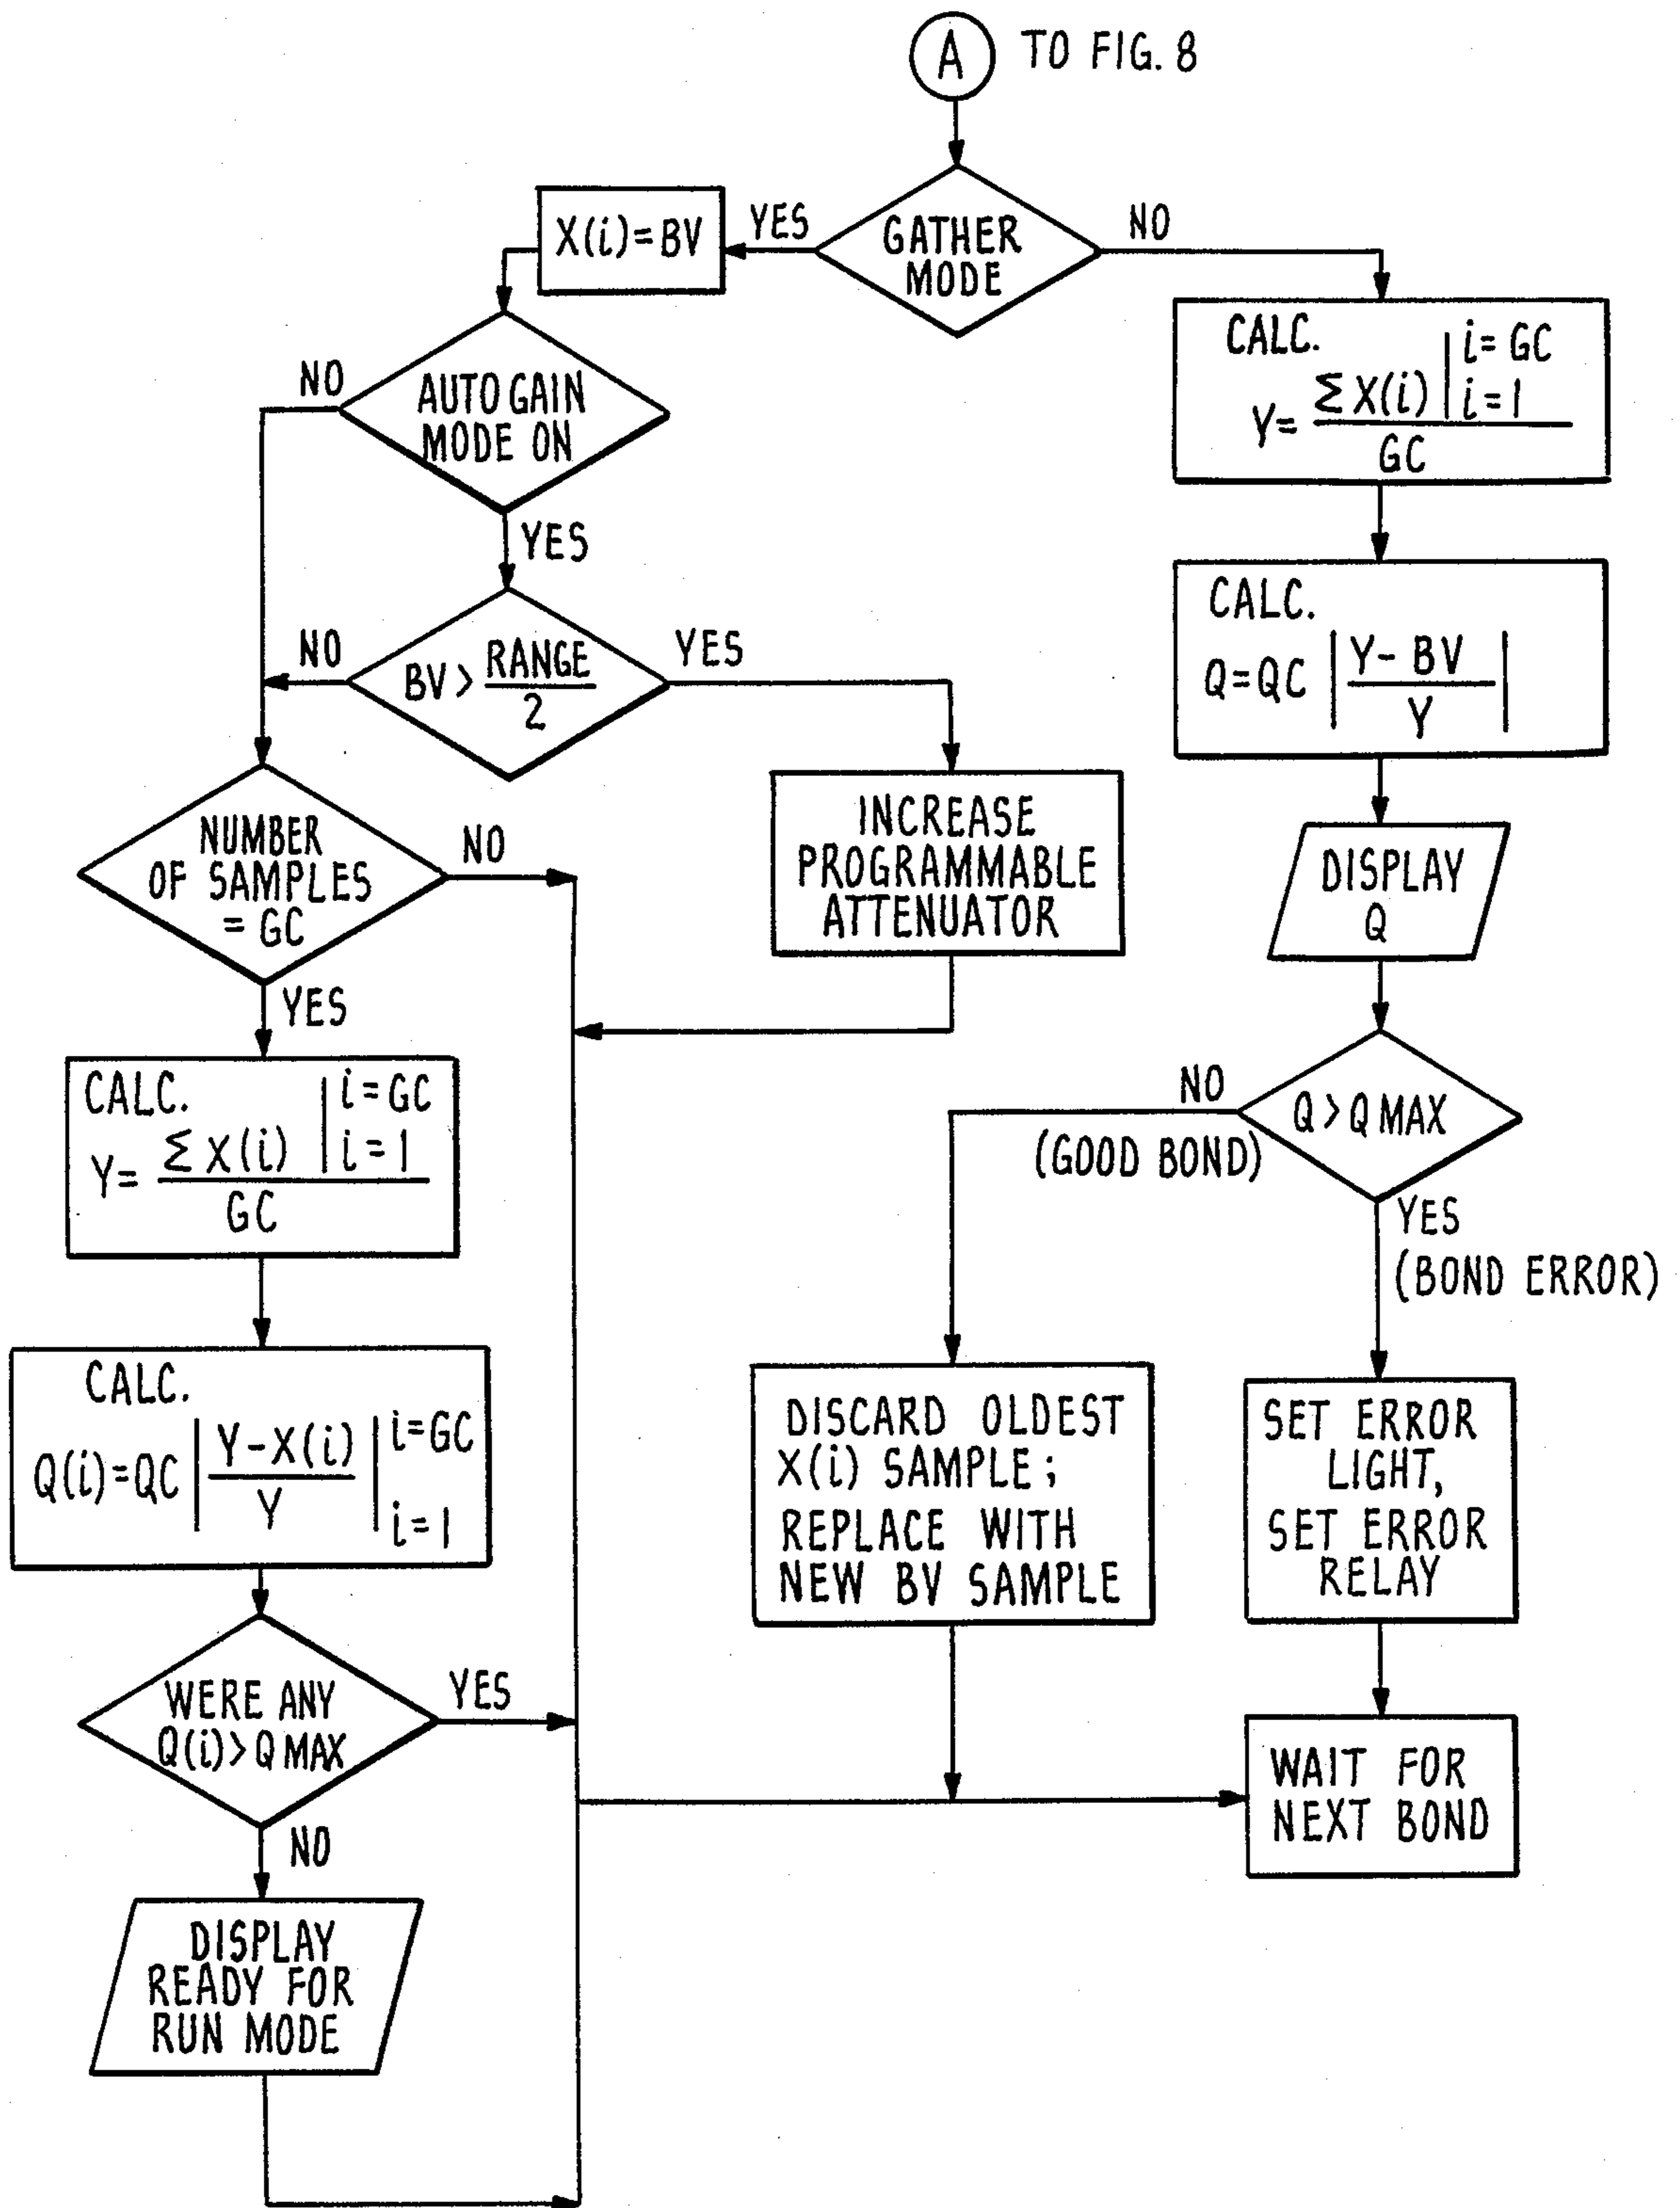 A TO FIG. 8
GATHER
MODE
YES
NO
X(i)=BV
AUTO GAIN
MODE ON
NO
YES
BV > RANGE
2
NO
YES
INCREASE
PROGRAMMABLE
ATTENUATOR
NUMBER
OF SAMPLES
= GC
NO
YES
CALC.
Y= Σ X(i) | i=GC
i=1
GC
CALC.
Q(i)=QC | Y-X(i) | i=GC
Y
i=1
WERE ANY
Q(i)>Q MAX
YES
NO
DISPLAY
READY FOR
RUN MODE
CALC.
Y= Σ X(i) | i=GC
i=1
GC
CALC.
Q=QC | Y-BV |
Y
DISPLAY
Q
Q>Q MAX
NO
(GOOD BOND)
YES
(BOND ERROR)
DISCARD OLDEST
X(i) SAMPLE;
REPLACE WITH
NEW BV SAMPLE
SET ERROR
LIGHT,
SET ERROR
RELAY
WAIT FOR
NEXT BOND